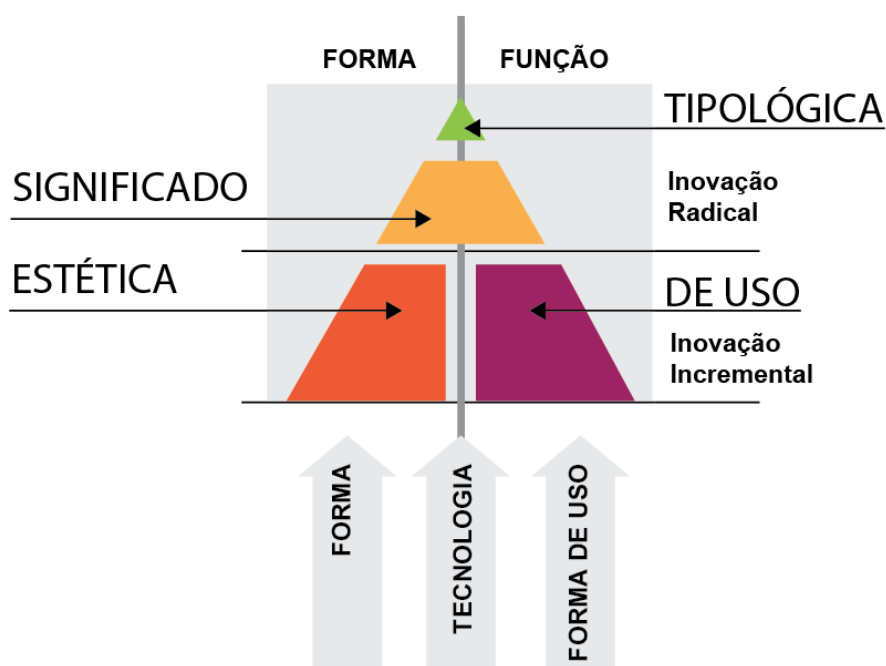 FORMA
FUNÇÃO
TIPOLÓGICA
SIGNIFICADO
Inovação
Radical
ESTÉTICA
DE USO
Inovação
Incremental
FORMA
TECNOLOGIA
FORMA DE USO